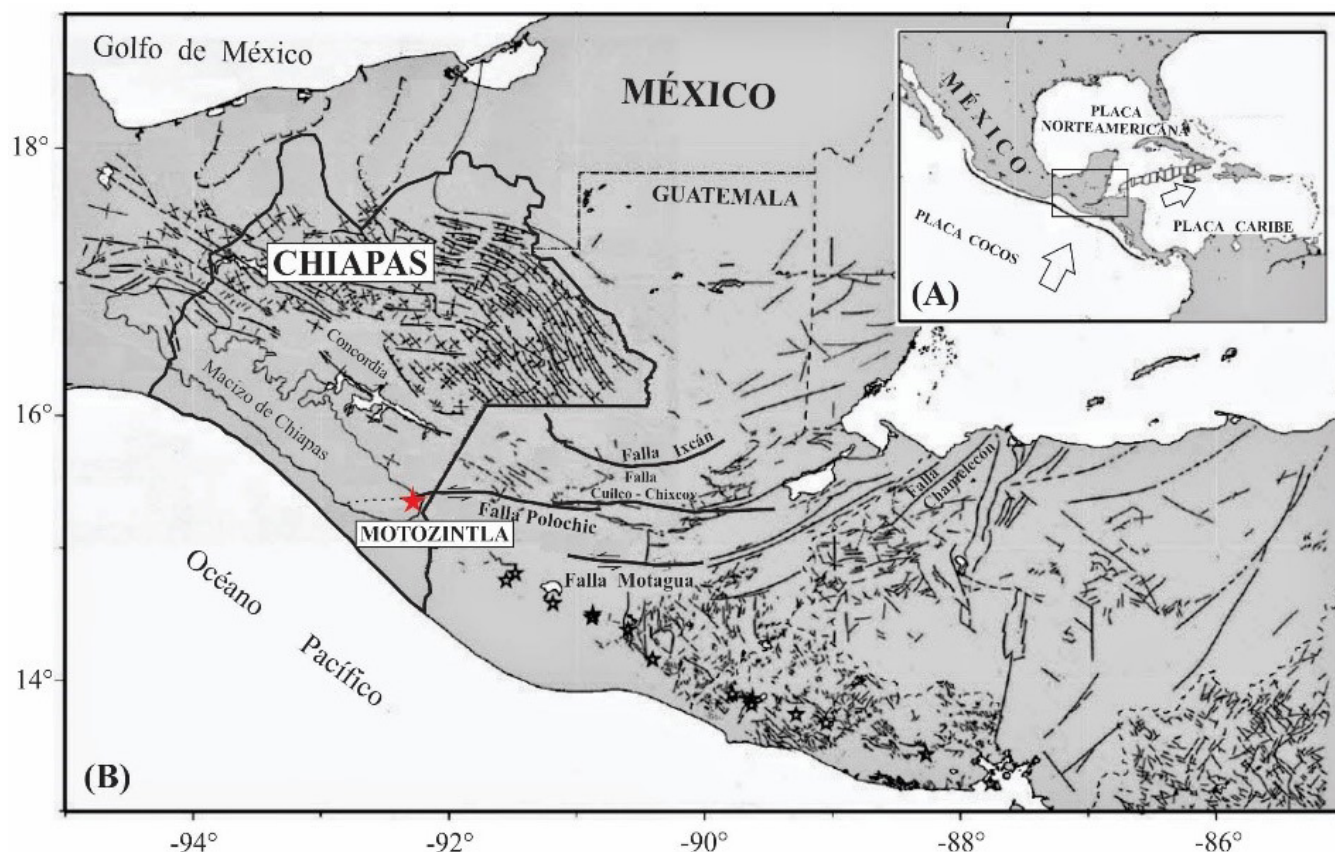 Golfo de México
MÉXICO
18°
GUATEMALA
CHIAPAS
Concordia
Macizo de Chiapas
16°
Falla Ixcán
Falla
Cuilco - Chixcoy
Falla Polochic
MOTOZINTLA
Falla Chamelecón
Falla Motagua
Océano
Pacífico
14°
(B)
-94°
-92°
-90°
-88°
-86°
MÉXICO
PLACA
NORTEAMERICANA
PLACA COCOS
PLACA CARIBE
(A)